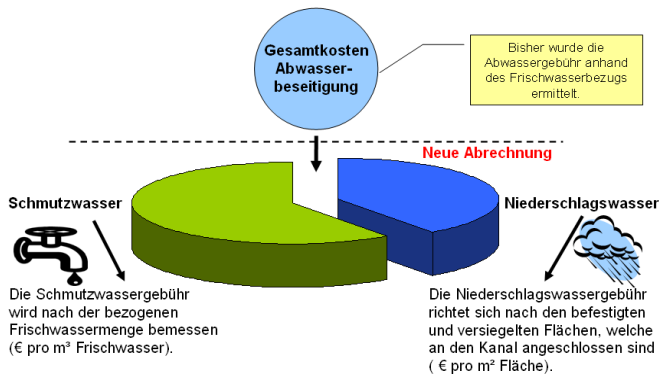 Gesamtkosten
Abwasser-
beseitigung
Bisher wurde die
Abwassergebühr anhand
des Frischwasserbezugs
ermittelt.
Neue Abrechnung
Schmutzwasser
Niederschlagswasser
Die Schmutzwassergebühr
wird nach der bezogenen
Frischwassermenge bemessen
(€ pro m³ Frischwasser).
Die Niederschlagswassergebühr
richtet sich nach den befestigten
und versiegelten Flächen, welche
an den Kanal angeschlossen sind
( € pro m² Fläche).